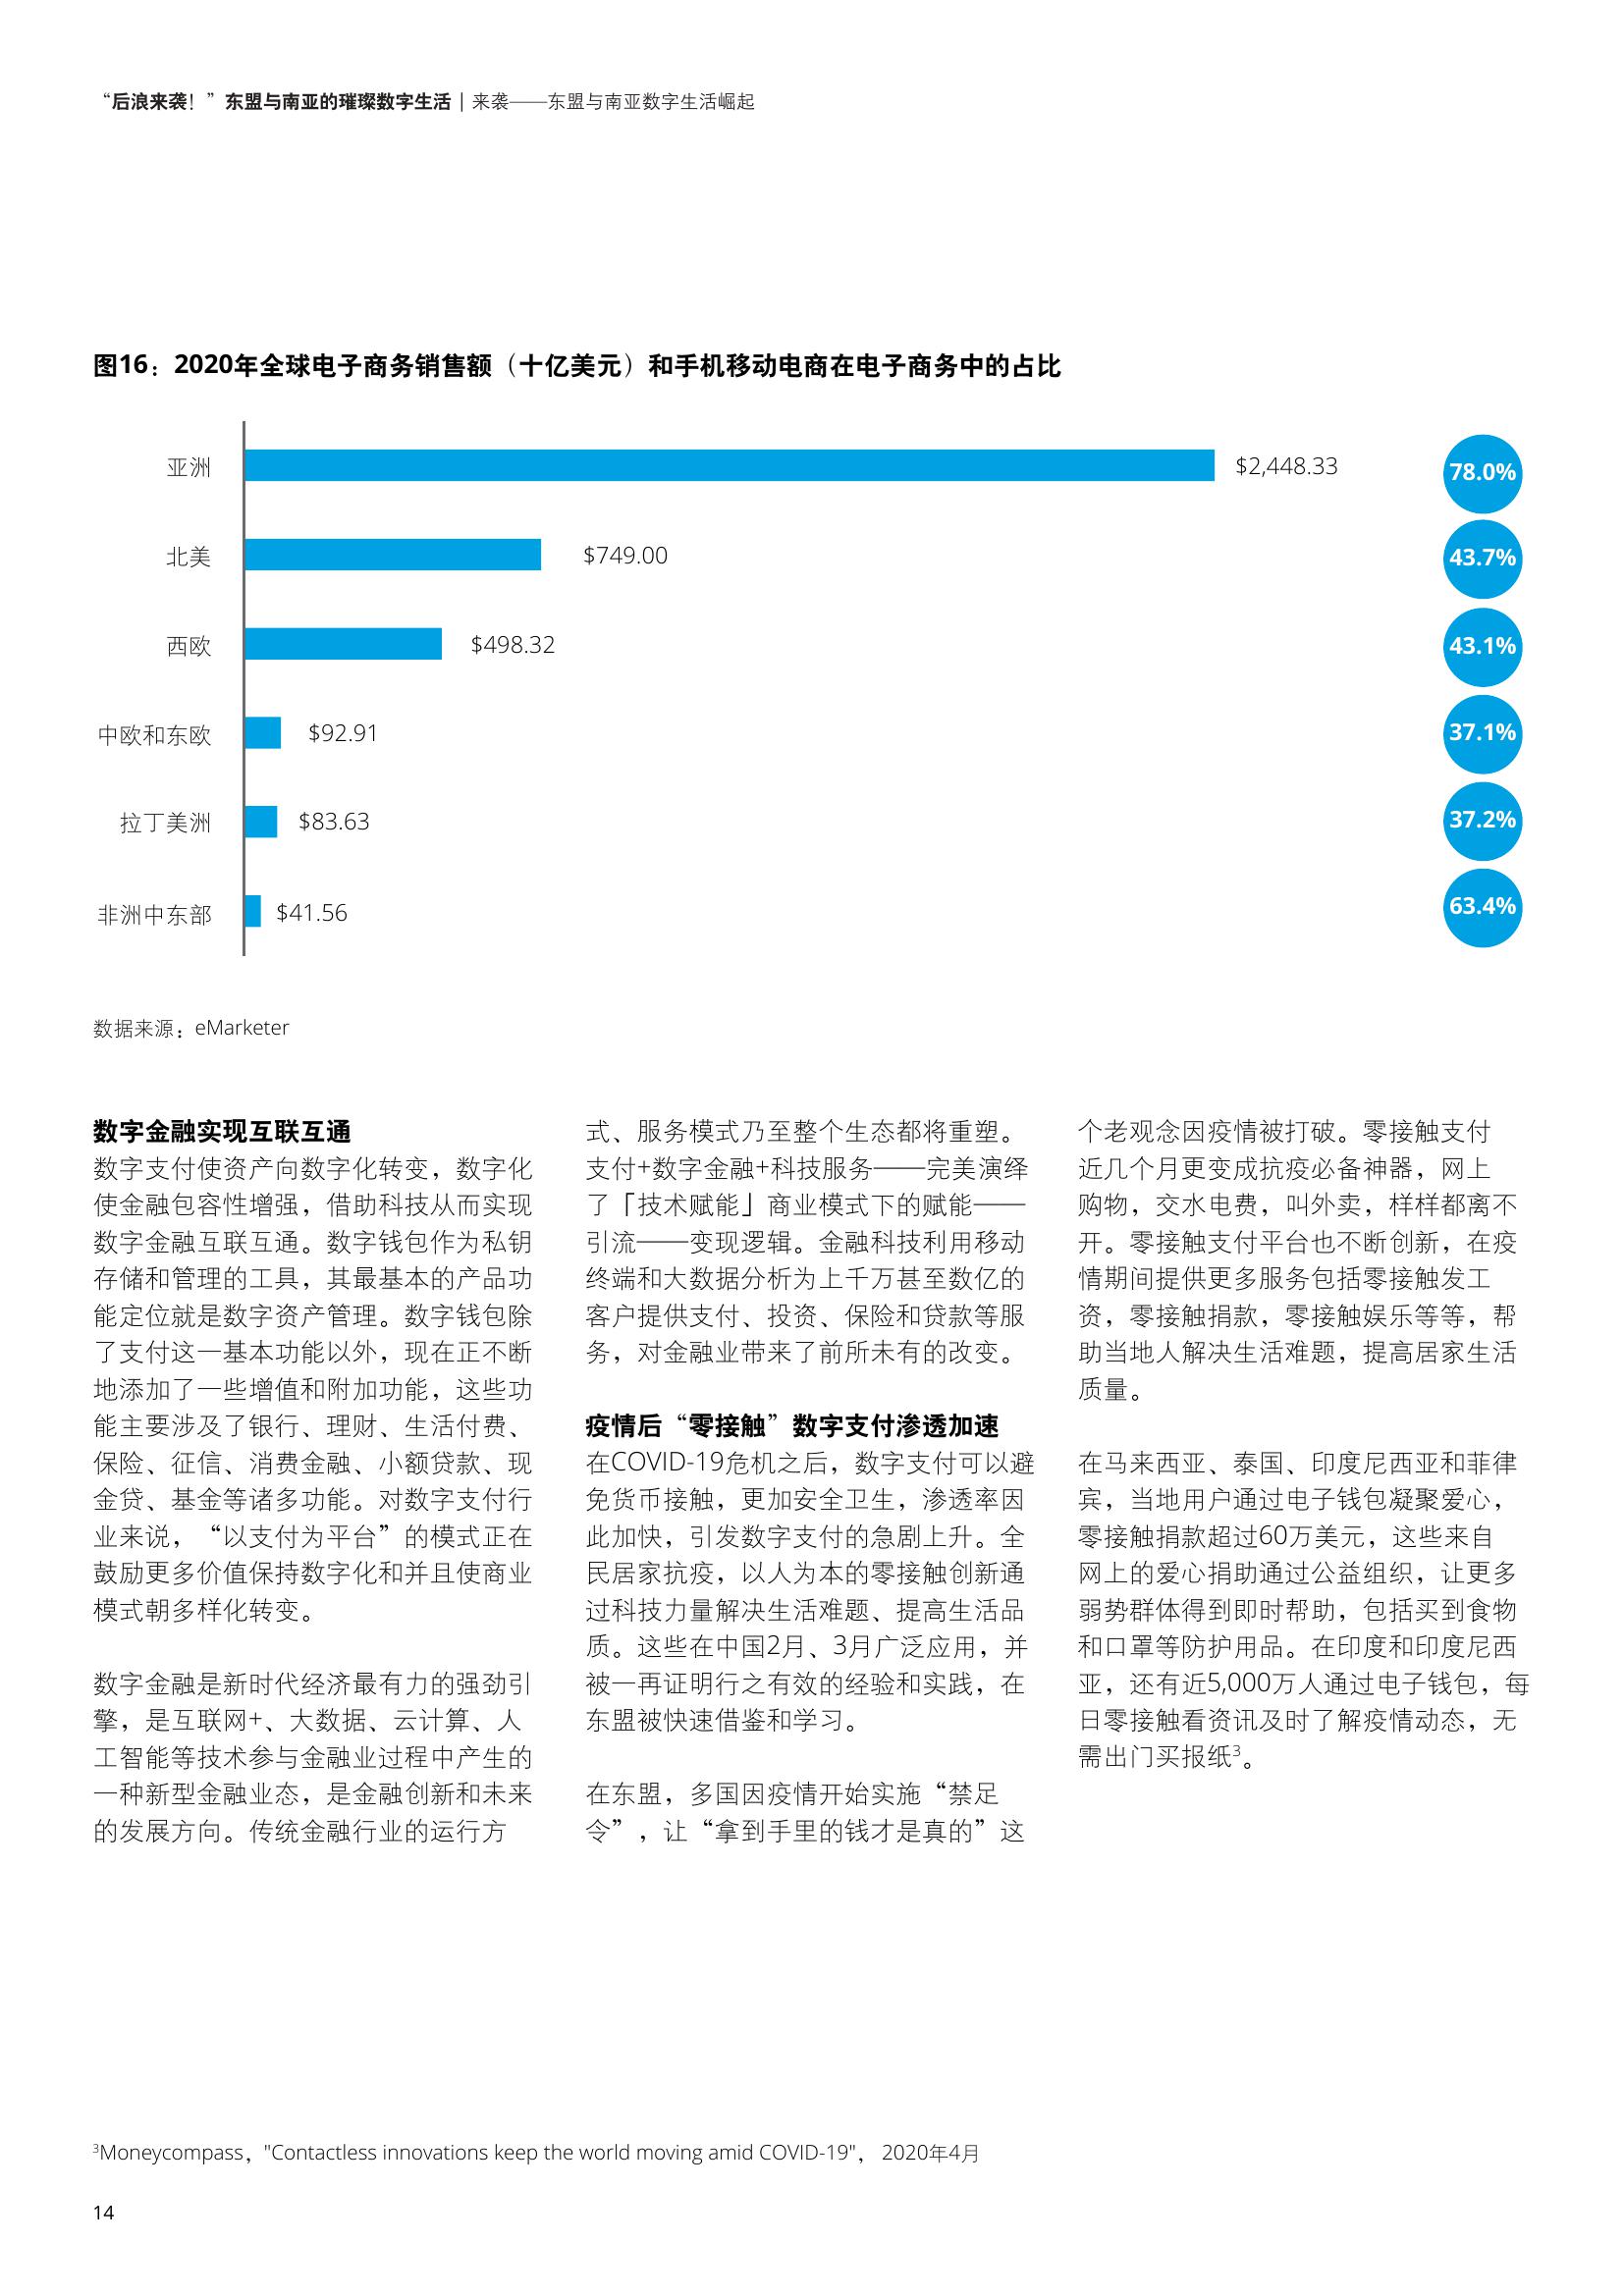 “后浪来袭！”东盟与南亚的璀璨数字生活 | 来袭——东盟与南亚数字生活崛起
图16：2020年全球电子商务销售额（十亿美元）和手机移动电商在电子商务中的占比
亚洲 $2,448.33 78.0%
北美 $749.00 43.7%
西欧 $498.32 43.1%
中欧和东欧 $92.91 37.1%
拉丁美洲 $83.63 37.2%
非洲中东部 $41.56 63.4%
数据来源：eMarketer
数字金融实现互联互通
数字支付使资产向数字化转变，数字化
使金融包容性增强，借助科技从而实现
数字金融互联互通。数字钱包作为私钥
存储和管理的工具，其最基本的产品功
能定位就是数字资产管理。数字钱包除
了支付这一基本功能以外，现在正不断
地添加了一些增值和附加功能，这些功
能主要涉及了银行、理财、生活付费、
保险、征信、消费金融、小额贷款、现
金贷、基金等诸多功能。对数字支付行
业来说，“以支付为平台”的模式正在
鼓励更多价值保持数字化和并且使商业
模式朝多样化转变。
数字金融是新时代经济最有力的强劲引
擎，是互联网+、大数据、云计算、人
工智能等技术参与金融业过程中产生的
一种新型金融业态，是金融创新和未来
的发展方向。传统金融行业的运行方
式、服务模式乃至整个生态都将重塑。
支付+数字金融+科技服务——完美演绎
了「技术赋能」商业模式下的赋能——
引流——变现逻辑。金融科技利用移动
终端和大数据分析为上千万甚至数亿的
客户提供支付、投资、保险和贷款等服
务，对金融业带来了前所未有的改变。
疫情后“零接触”数字支付渗透加速
在COVID-19危机之后，数字支付可以避
免货币接触，更加安全卫生，渗透率因
此加快，引发数字支付的急剧上升。全
民居家抗疫，以人为本的零接触创新通
过科技力量解决生活难题、提高生活品
质。这些在中国2月、3月广泛应用，并
被一再证明行之有效的经验和实践，在
东盟被快速借鉴和学习。
在东盟，多国因疫情开始实施“禁足
令”，让“拿到手里的钱才是真的”这
个老观念因疫情被打破。零接触支付
近几个月更变成抗疫必备神器，网上
购物，交水电费，叫外卖，样样都离不
开。零接触支付平台也不断创新，在疫
情期间提供更多服务包括零接触发工
资，零接触捐款，零接触娱乐等等，帮
助当地人解决生活难题，提高居家生活
质量。
在马来西亚、泰国、印度尼西亚和菲律
宾，当地用户通过电子钱包凝聚爱心，
零接触捐款超过60万美元，这些来自
网上的爱心捐助通过公益组织，让更多
弱势群体得到即时帮助，包括买到食物
和口罩等防护用品。在印度和印度尼西
亚，还有近5,000万人通过电子钱包，每
日零接触看资讯及时了解疫情动态，无
需出门买报纸³。
³Moneycompass，"Contactless innovations keep the world moving amid COVID-19"， 2020年4月
14